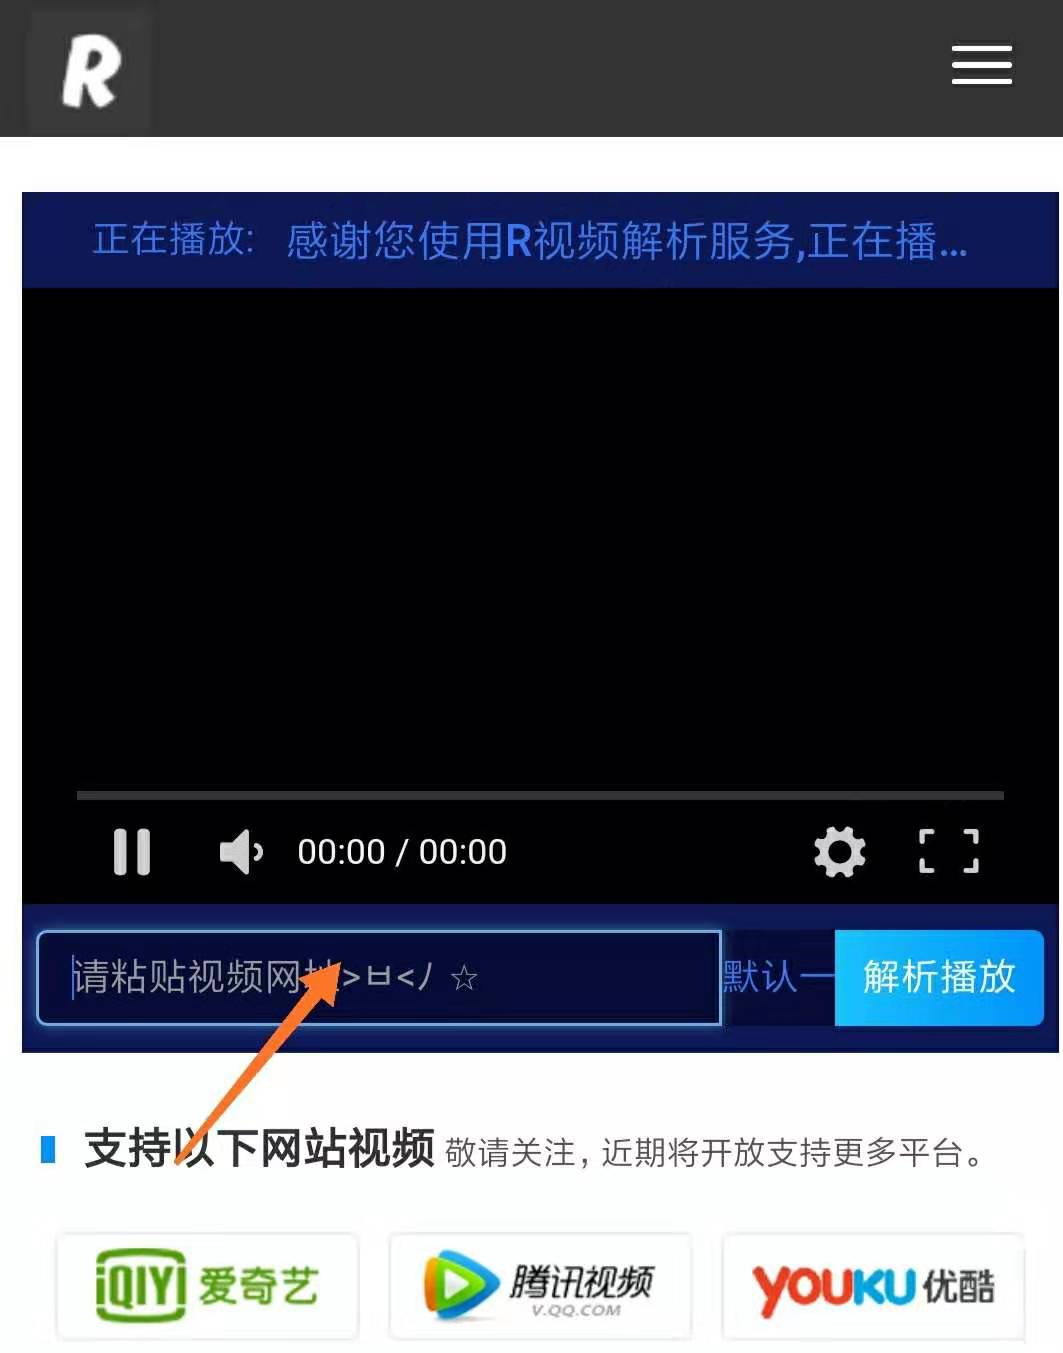 R
正在播放: 感谢您使用R视频解析服务,正在播...
00:00 / 00:00
请粘贴视频网址>ㅂ<ノ ☆ 默认一 解析播放
支持以下网站视频 敬请关注, 近期将开放支持更多平台。
iQIYI 爱奇艺 腾讯视频 YOUKU 优酷
V.QQ.COM